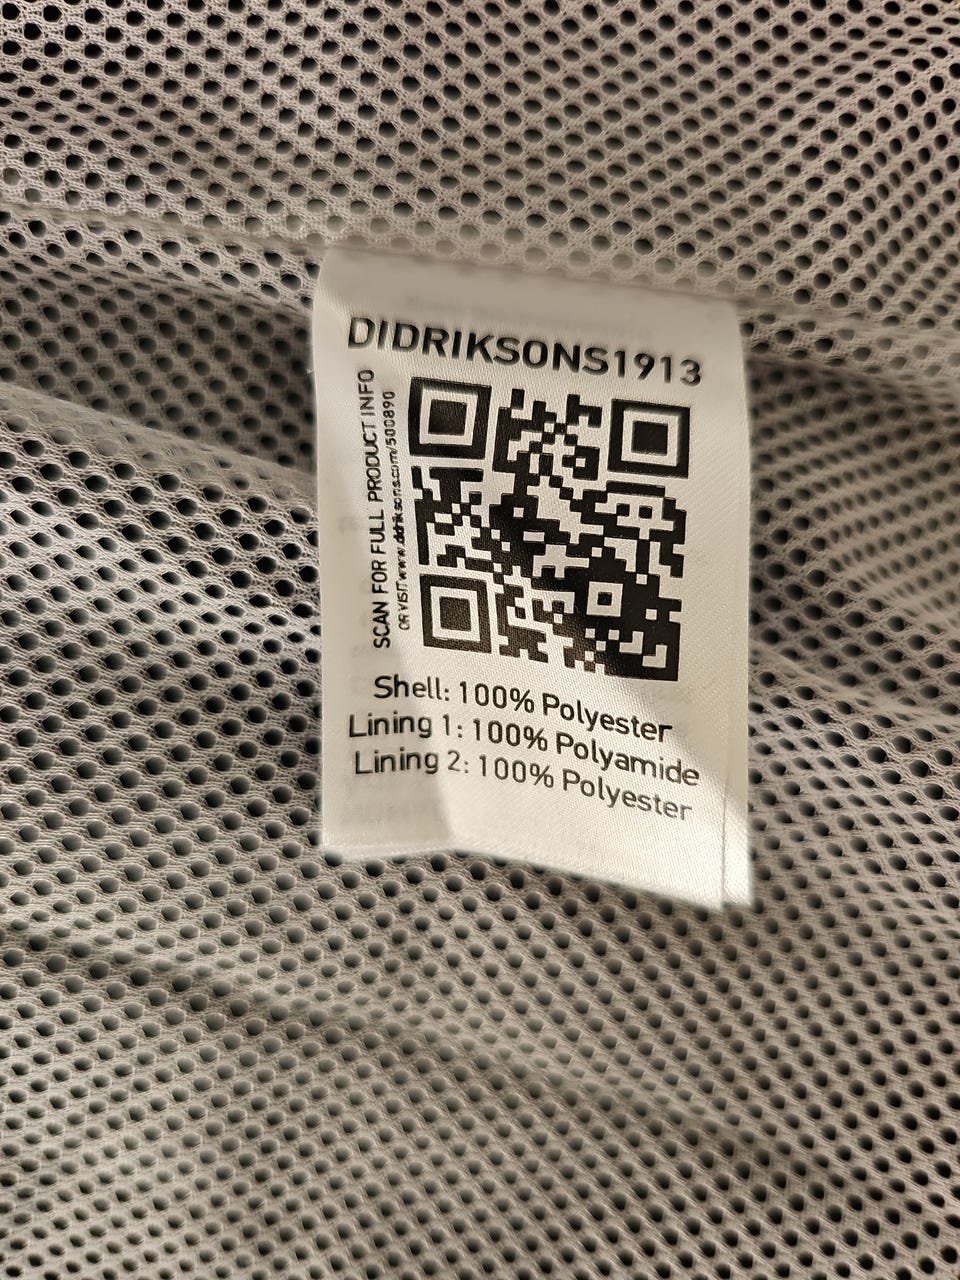 DIDRIKSONS1913
SCAN FOR FULL PRODUCT INFO
OR VISIT www.didriksons.com/500890
Shell: 100% Polyester
Lining 1: 100% Polyamide
Lining 2: 100% Polyester